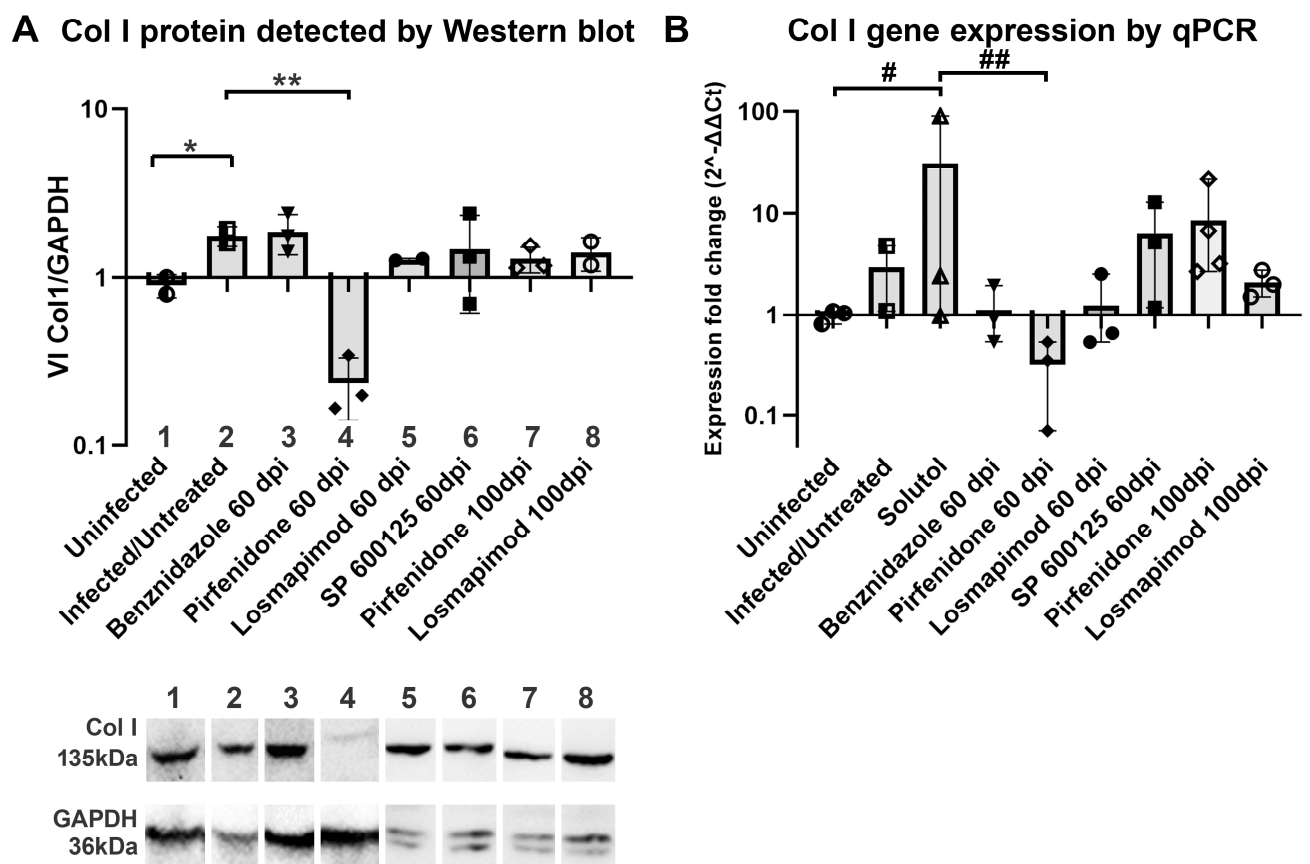 A Col I protein detected by Western blot
**
*
VI Col1/GAPDH
10
1
0.1
1 2 3 4 5 6 7 8
Uninfected
Infected/Untreated
Benznidazole 60 dpi
Pirfenidone 60 dpi
Losmapimod 60 dpi
SP 600125 60dpi
Pirfenidone 100dpi
Losmapimod 100dpi
1 2 3 4 5 6 7 8
Col I
135kDa
GAPDH
36kDa
B Col I gene expression by qPCR
# ##
Expression fold change (2^-ΔΔCt)
100
10
1
0.1
Uninfected
Infected/Untreated
Solutol
Benznidazole 60 dpi
Pirfenidone 60 dpi
Losmapimod 60 dpi
SP 600125 60dpi
Pirfenidone 100dpi
Losmapimod 100dpi